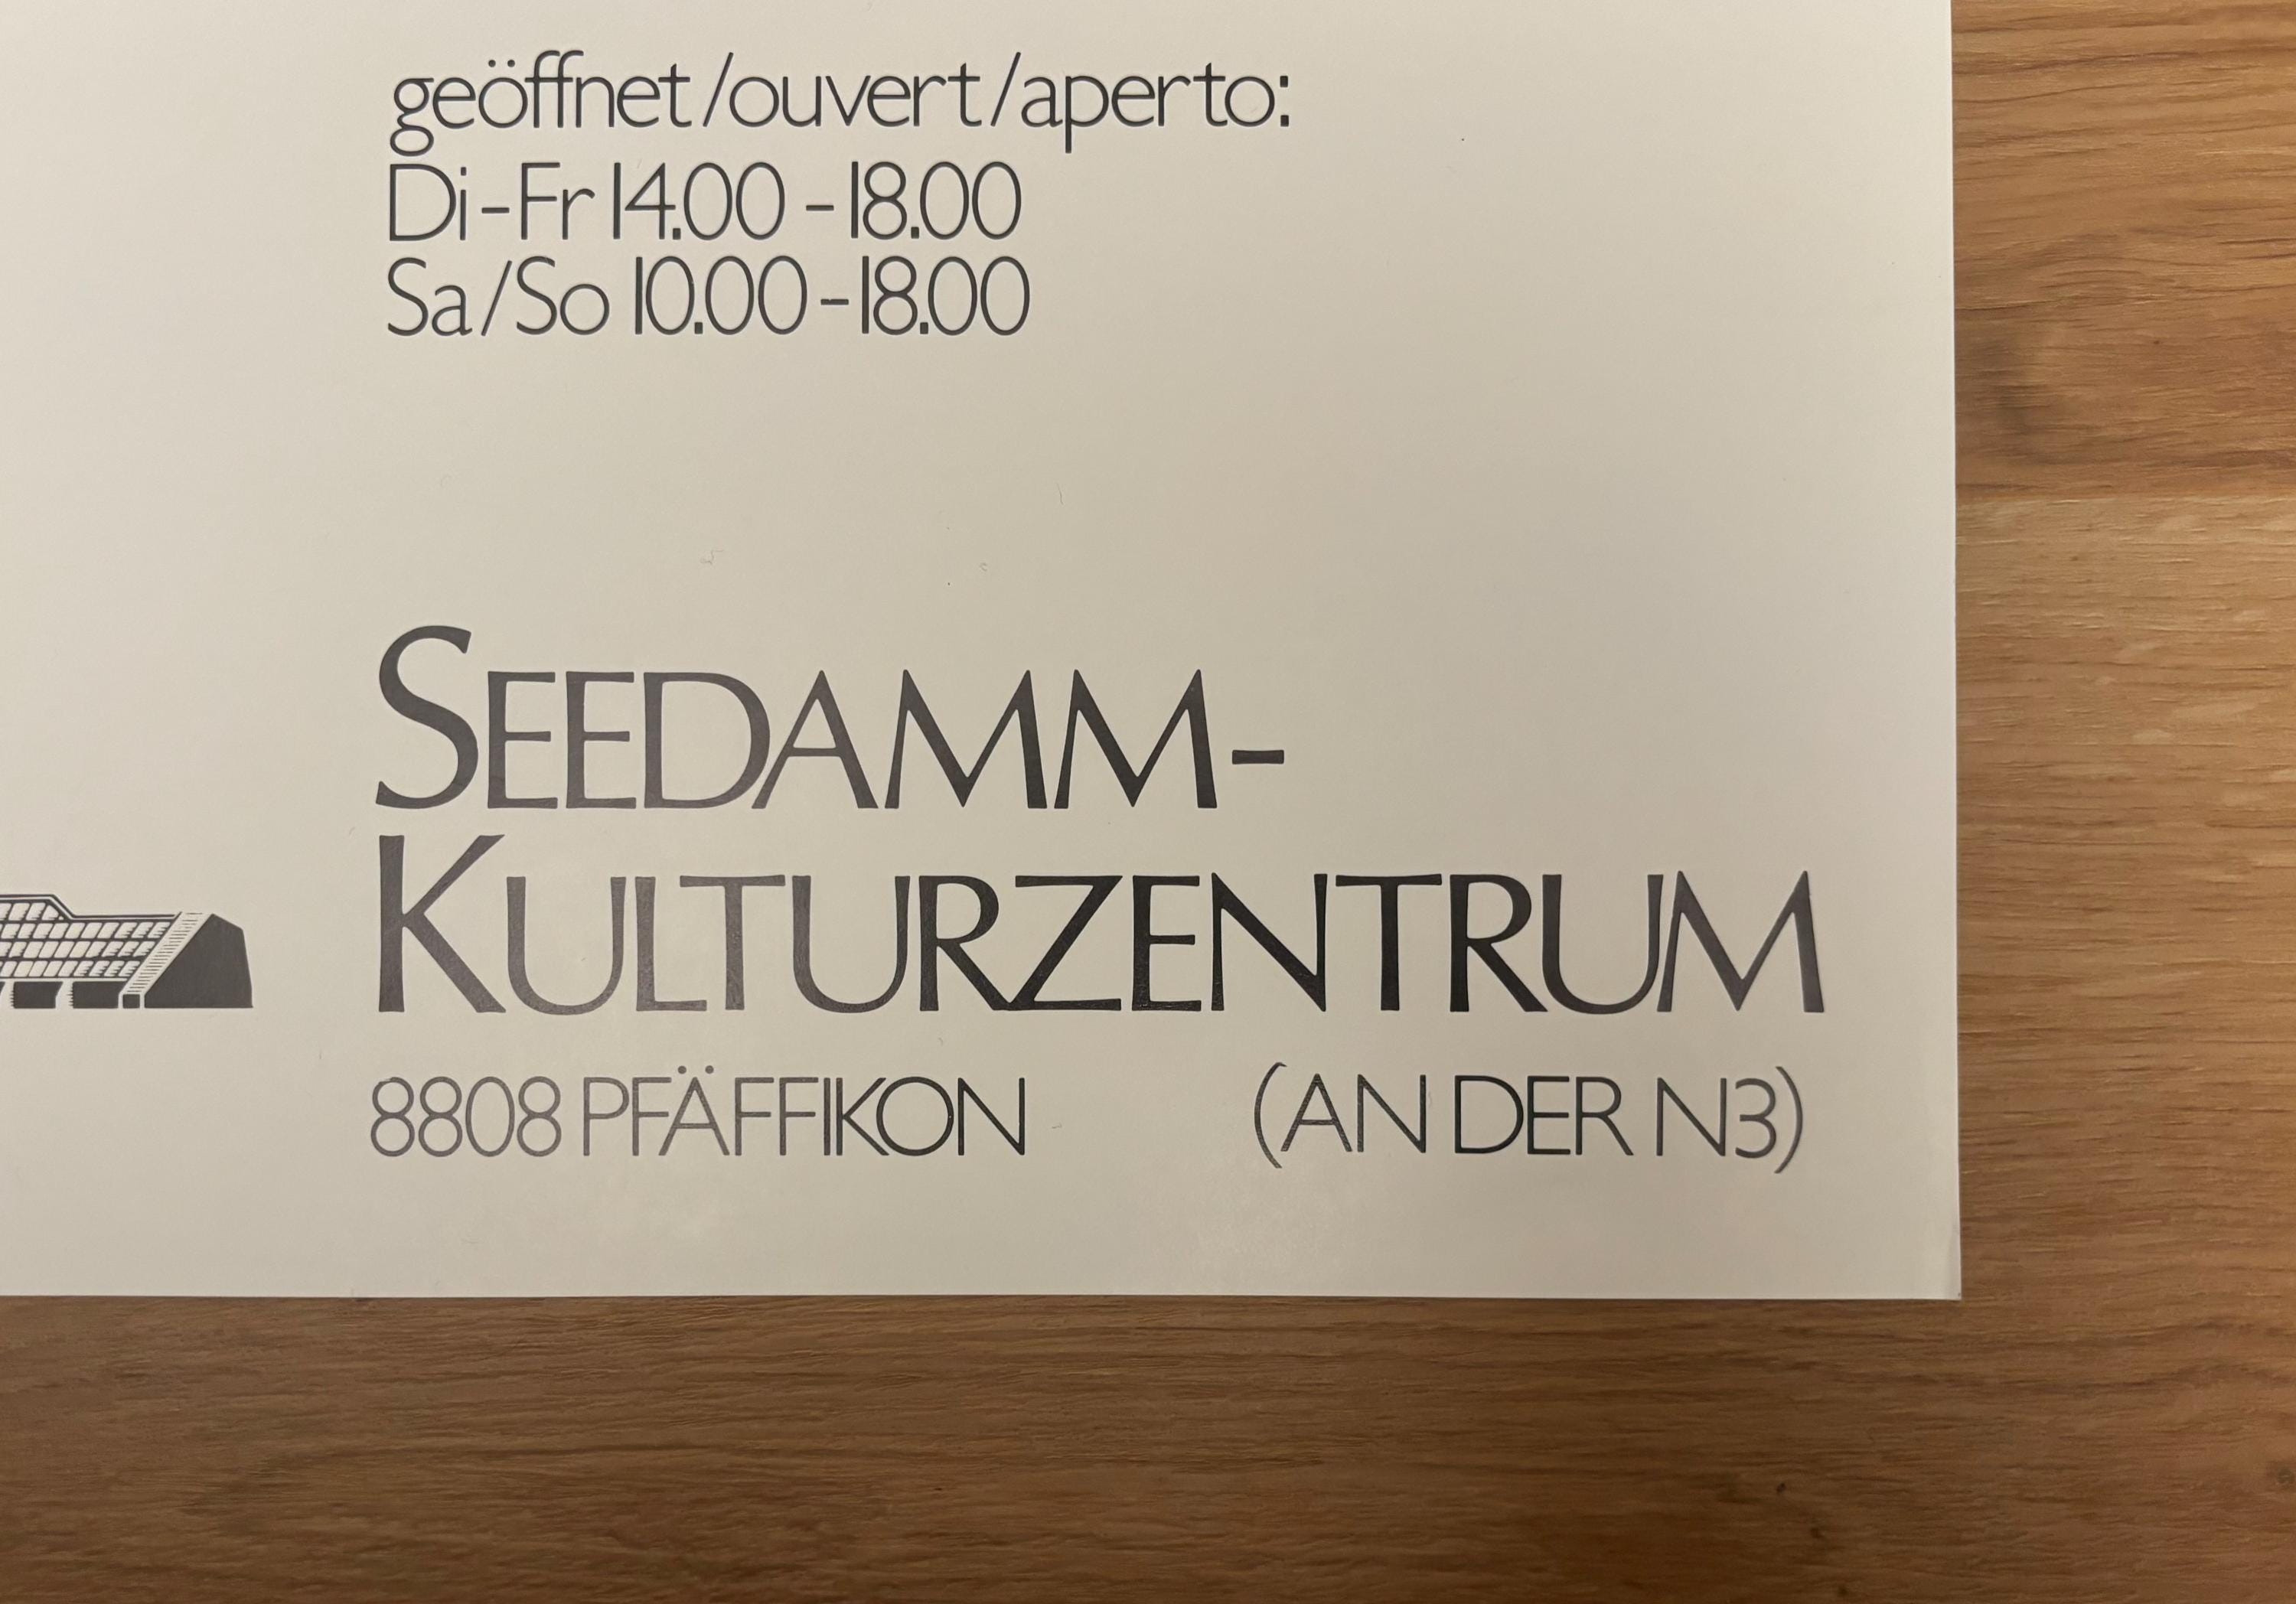 geöffnet/ouvert/aperto:
Di-Fr 14.00-18.00
Sa/So 10.00-18.00
SEEDAMM-
KULTURZENTRUM
8808 PFÄFFIKON (AN DER N3)